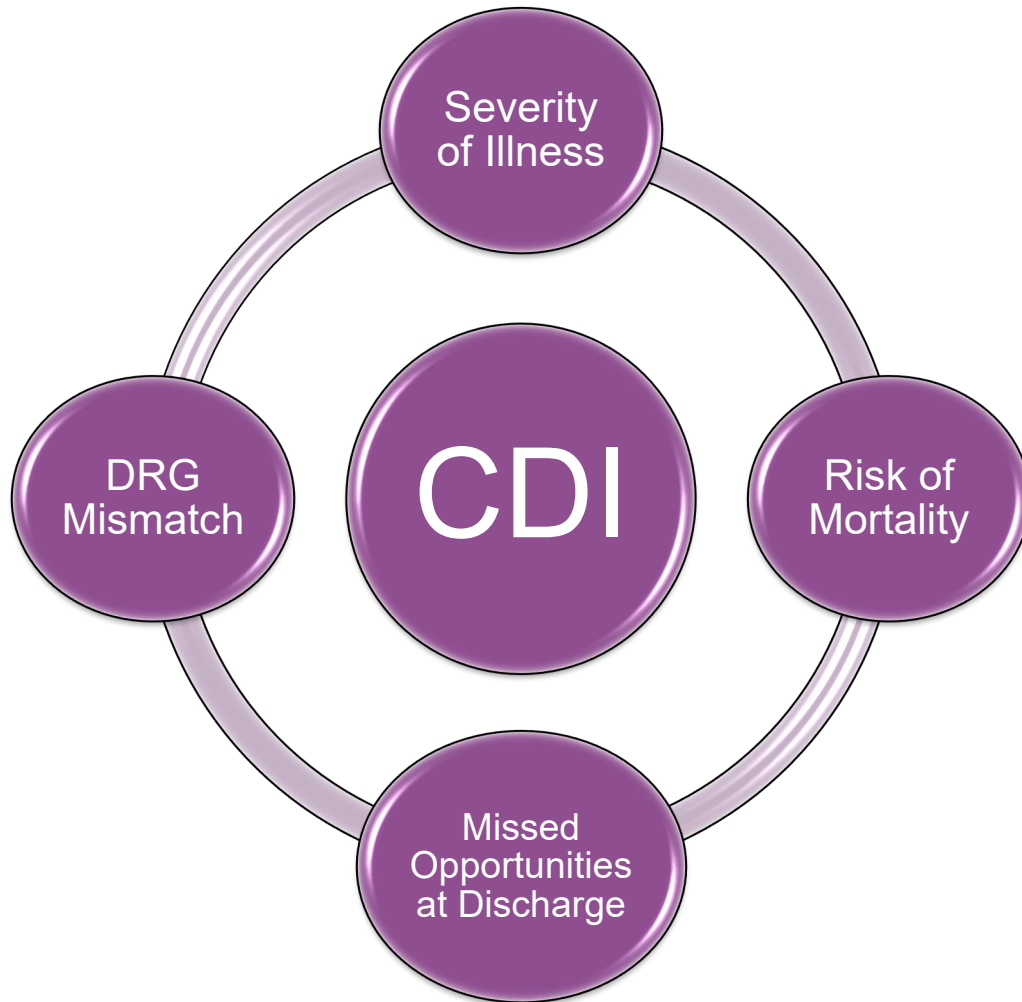 Severity
of Illness
DRG
Mismatch
CDI
Risk of
Mortality
Missed
Opportunities
at Discharge